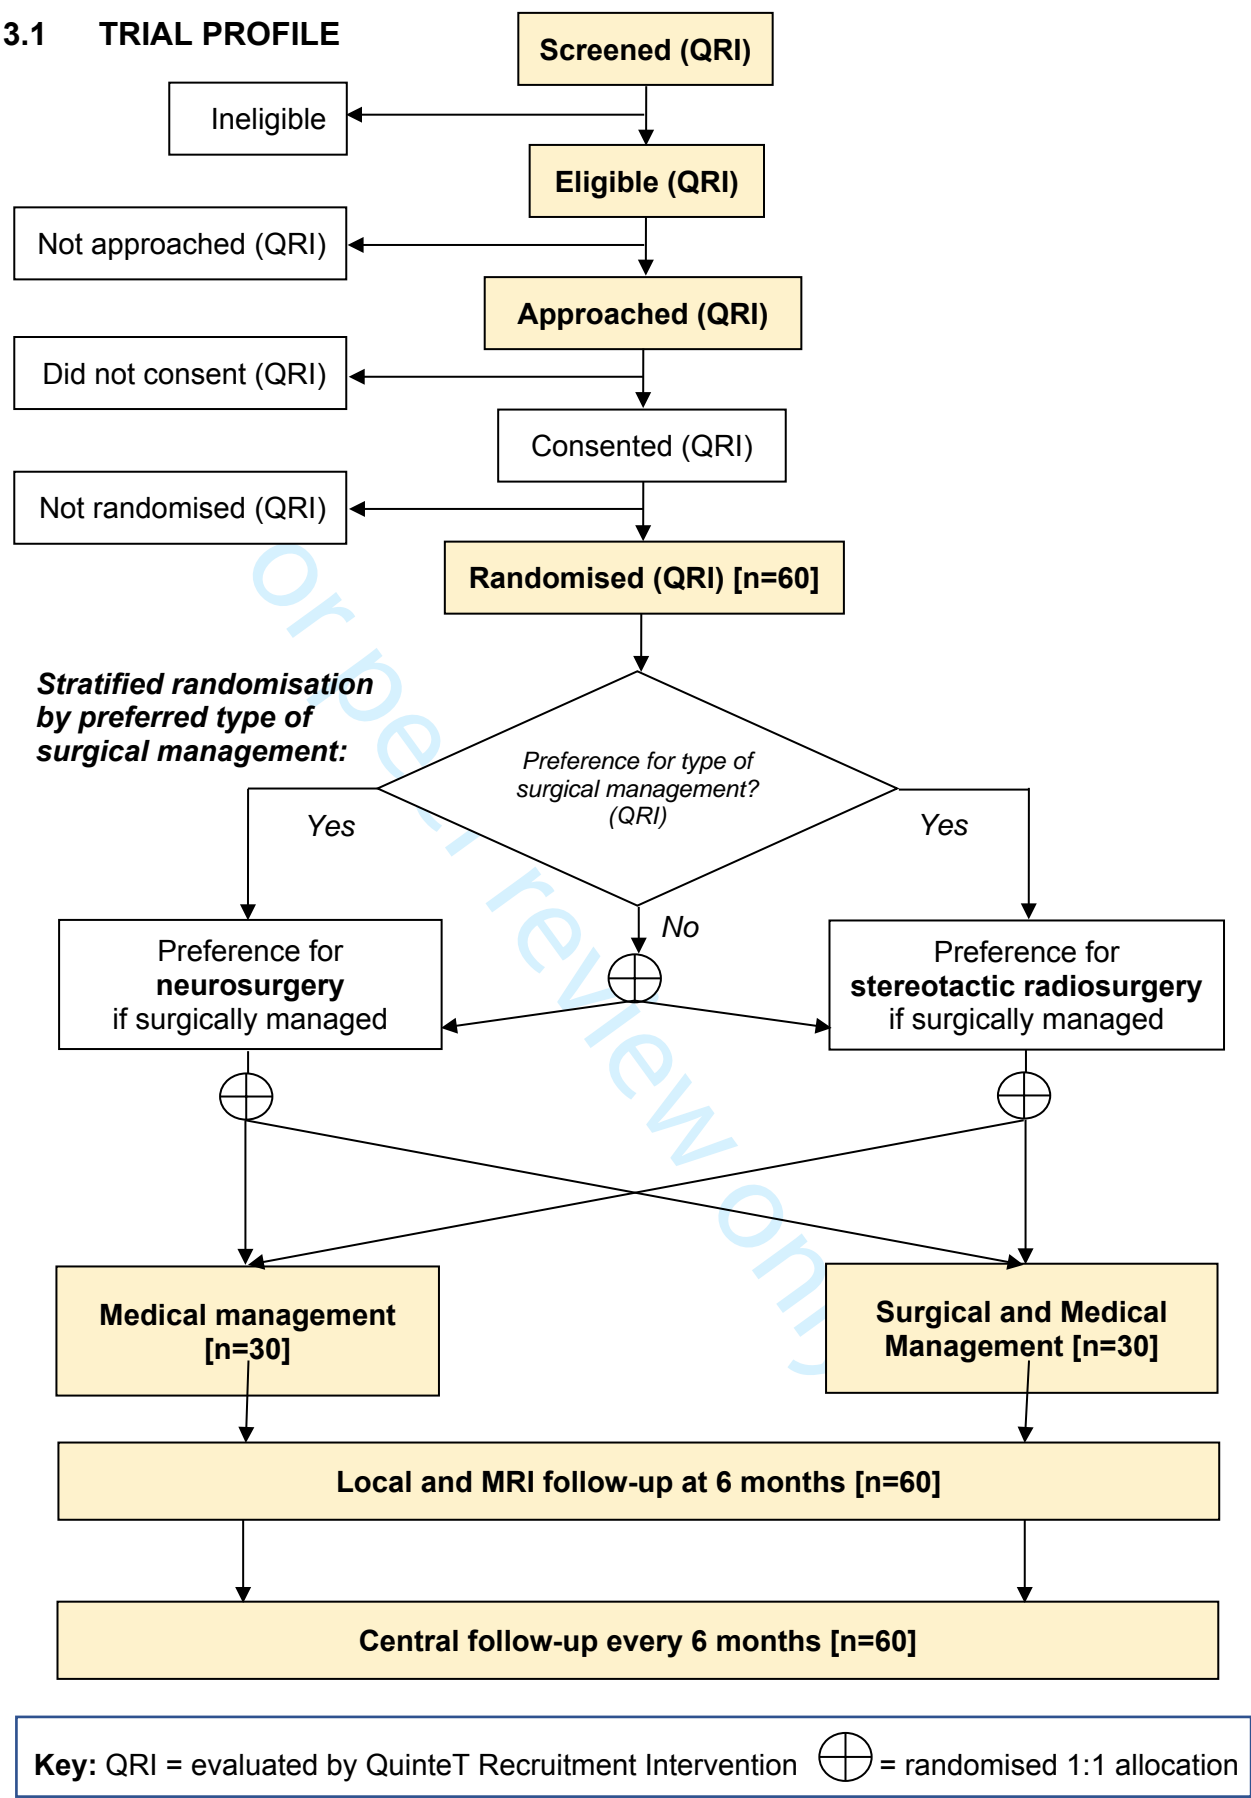 3.1 TRIAL PROFILE
Screened (QRI)
Ineligible
Eligible (QRI)
Not approached (QRI)
Approached (QRI)
Did not consent (QRI)
Consented (QRI)
Not randomised (QRI)
Randomised (QRI) [n=60]
Stratified randomisation
by preferred type of
surgical management:
Preference for type of
surgical management?
(QRI)
Yes
Yes
No
Preference for
neurosurgery
if surgically managed
Preference for
stereotactic radiosurgery
if surgically managed
Medical management
[n=30]
Surgical and Medical
Management [n=30]
Local and MRI follow-up at 6 months [n=60]
Central follow-up every 6 months [n=60]
Key: QRI = evaluated by QuinteT Recruitment Intervention = randomised 1:1 allocation
or peer review only